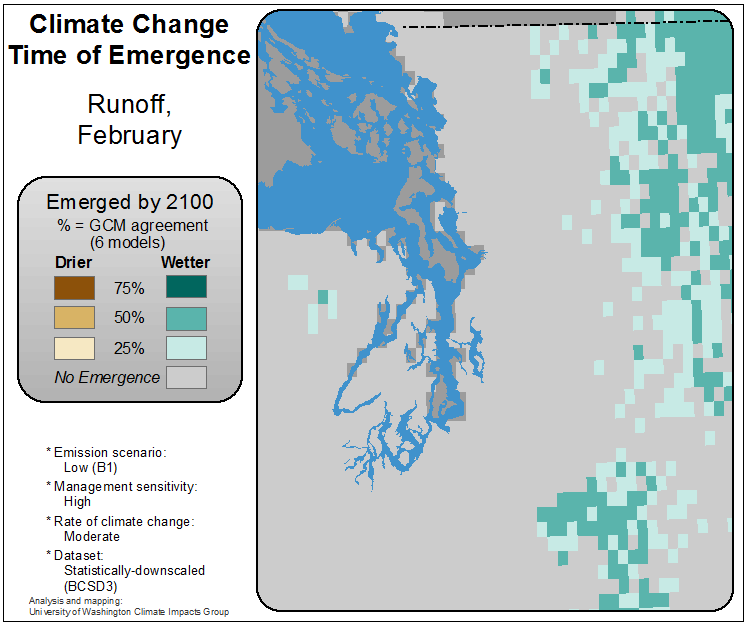 Climate Change
Time of Emergence
Runoff,
February
Emerged by 2100
% = GCM agreement
(6 models)
Drier Wetter
75%
50%
25%
No Emergence
* Emission scenario:
Low (B1)
* Management sensitivity:
High
* Rate of climate change:
Moderate
* Dataset:
Statistically-downscaled
(BCSD3)
Analysis and mapping:
University of Washington Climate Impacts Group